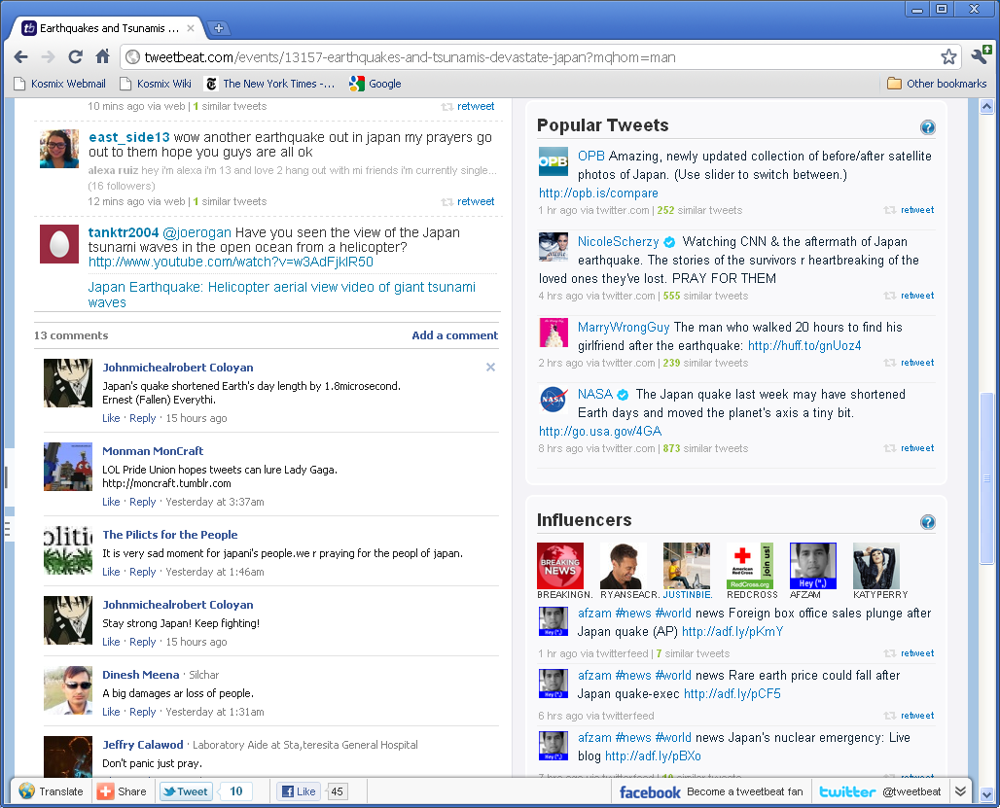 Earthquakes and Tsunamis ...
tweetbeat.com/events/13157-earthquakes-and-tsunamis-devastate-japan?mqhom=man
Kosmix Webmail
Kosmix Wiki
The New York Times -...
Google
Other bookmarks
10 mins ago via web | 1 similar tweets
retweet
east_side13 wow another earthquake out in japan my prayers go
out to them hope you guys are all ok
alexa ruiz hey i'm alexa i'm 13 and love 2 hang out with mi friends i'm currently single...
(16 followers)
12 mins ago via web | 1 similar tweets
retweet
tanktr2004 @joerogan Have you seen the view of the Japan
tsunami waves in the open ocean from a helicopter?
http://www.youtube.com/watch?v=w3AdFjklR50
Japan Earthquake: Helicopter aerial view video of giant tsunami
waves
13 comments
Add a comment
Johnmichealrobert Coloyan
Japan's quake shortened Earth's day length by 1.8microsecond.
Ernest (Fallen) Everythi.
Like · Reply · 15 hours ago
Monman MonCraft
LOL Pride Union hopes tweets can lure Lady Gaga.
http://moncraft.tumblr.com
Like · Reply · Yesterday at 3:37am
olitic
The Pilicts for the People
It is very sad moment for japani's people.we r praying for the peopl of japan.
Like · Reply · Yesterday at 1:46am
Johnmichealrobert Coloyan
Stay strong Japan! Keep fighting!
Like · Reply · 15 hours ago
Dinesh Meena · Silchar
A big damages ar loss of people.
Like · Reply · Yesterday at 1:31am
Jeffry Calawod · Laboratory Aide at Sta,teresita General Hospital
Don't panic just pray.
Popular Tweets
?
OPB
OPB Amazing, newly updated collection of before/after satellite
photos of Japan. (Use slider to switch between.)
http://opb.is/compare
1 hr ago via twitter.com | 252 similar tweets
retweet
NicoleScherzy Watching CNN & the aftermath of Japan
earthquake. The stories of the survivors r heartbreaking of the
loved ones they've lost. PRAY FOR THEM
4 hrs ago via twitter.com | 555 similar tweets
retweet
MarryWrongGuy The man who walked 20 hours to find his
girlfriend after the earthquake: http://huff.to/gnUoz4
2 hrs ago via twitter.com | 239 similar tweets
retweet
NASA
NASA The Japan quake last week may have shortened
Earth days and moved the planet's axis a tiny bit.
http://go.usa.gov/4GA
8 hrs ago via twitter.com | 873 similar tweets
retweet
Influencers
?
BREAKING NEWS
American Red Cross
RedCross.org
join us!
Hey (",)
BREAKINGN. RYANSEACR. JUSTINBIE. REDCROSS AFZAM KATYPERRY
Hey (",)
afzam #news #world news Foreign box office sales plunge after
Japan quake (AP) http://adf.ly/pKmY
1 hr ago via twitterfeed | 7 similar tweets
retweet
Hey (",)
afzam #news #world news Rare earth price could fall after
Japan quake-exec http://adf.ly/pCF5
6 hrs ago via twitterfeed
retweet
Hey (",)
afzam #news #world news Japan's nuclear emergency: Live
blog http://adf.ly/pBXo
Translate
Share
Tweet
10
Like
45
facebook Become a tweetbeat fan
twitter @tweetbeat